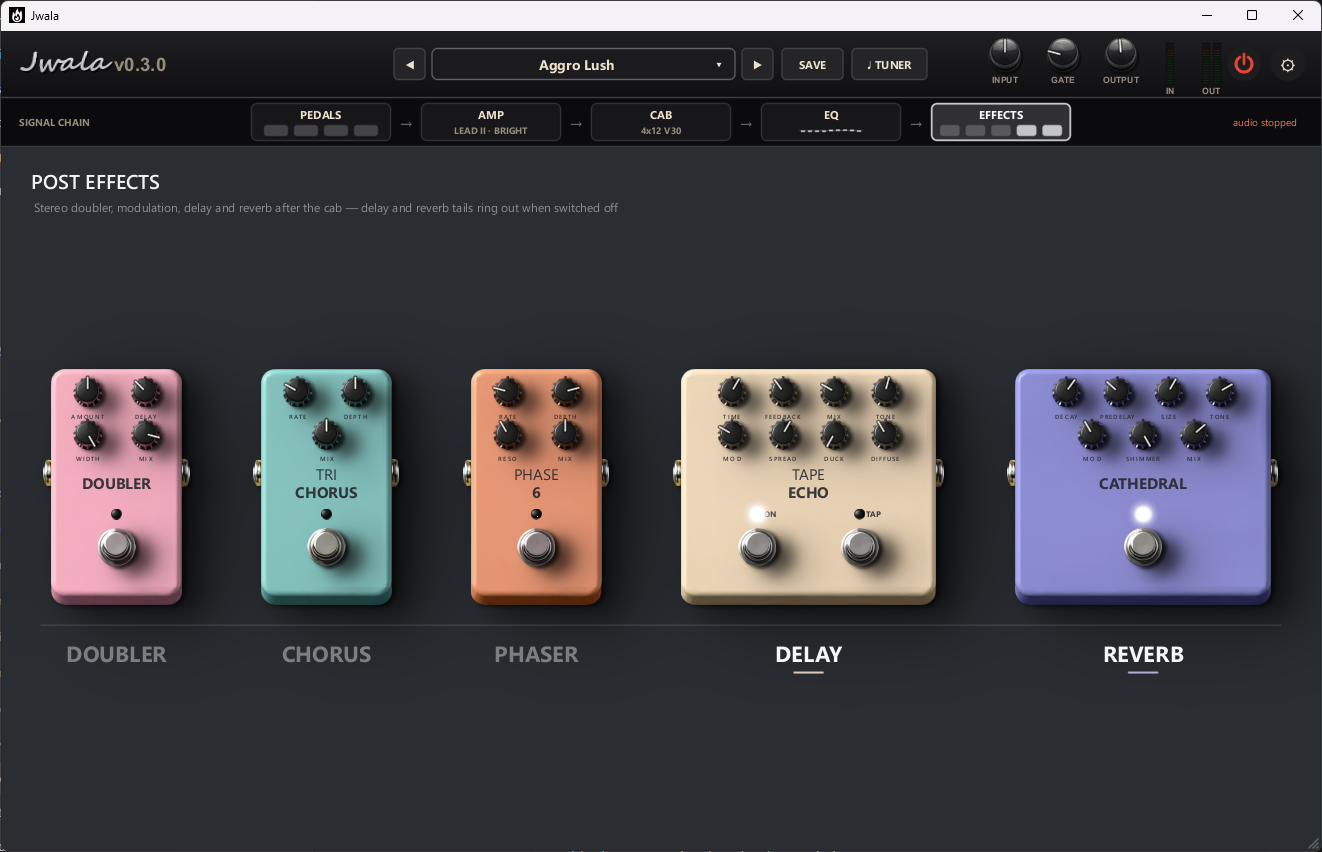 Jwala
Jwala v0.3.0
Aggro Lush
SAVE
♩ TUNER
INPUT
GATE
OUTPUT
IN
OUT
SIGNAL CHAIN
PEDALS
→
AMP
LEAD II · BRIGHT
→
CAB
4x12 V30
→
EQ
→
EFFECTS
audio stopped
POST EFFECTS
Stereo doubler, modulation, delay and reverb after the cab — delay and reverb tails ring out when switched off
AMOUNT
DELAY
WIDTH
MIX
DOUBLER
RATE
DEPTH
MIX
TRI
CHORUS
RATE
DEPTH
RESO
MIX
PHASE
6
TIME
FEEDBACK
MIX
TONE
MOD
SPREAD
DUCK
DIFFUSE
TAPE
ECHO
ON
TAP
DECAY
PREDELAY
SIZE
TONE
MOD
SHIMMER
MIX
CATHEDRAL
DOUBLER
CHORUS
PHASER
DELAY
REVERB